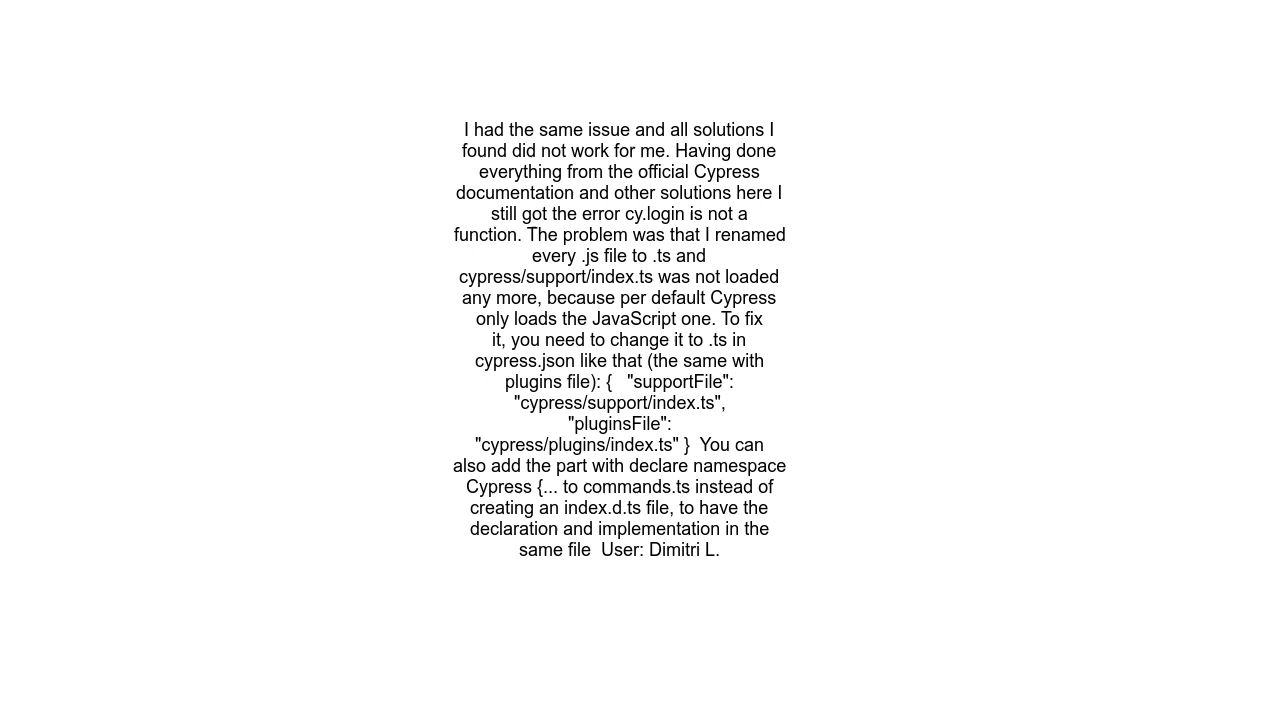 I had the same issue and all solutions I
found did not work for me. Having done
everything from the official Cypress
documentation and other solutions here I
still got the error cy.login is not a
function. The problem was that I renamed
every .js file to .ts and
cypress/support/index.ts was not loaded
any more, because per default Cypress
only loads the JavaScript one. To fix
it, you need to change it to .ts in
cypress.json like that (the same with
plugins file): {   "supportFile":
"cypress/support/index.ts",
"pluginsFile":
"cypress/plugins/index.ts" }  You can
also add the part with declare namespace
Cypress {... to commands.ts instead of
creating an index.d.ts file, to have the
declaration and implementation in the
same file  User: Dimitri L.